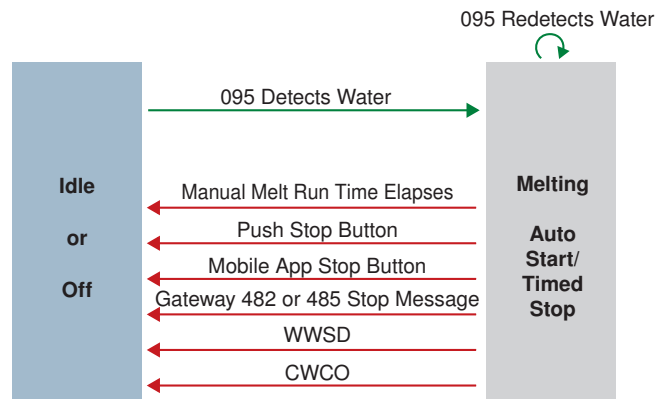 095 Redetects Water
095 Detects Water
Idle
or
Off
Manual Melt Run Time Elapses
Push Stop Button
Mobile App Stop Button
Gateway 482 or 485 Stop Message
WWSD
CWCO
Melting
Auto
Start/
Timed
Stop